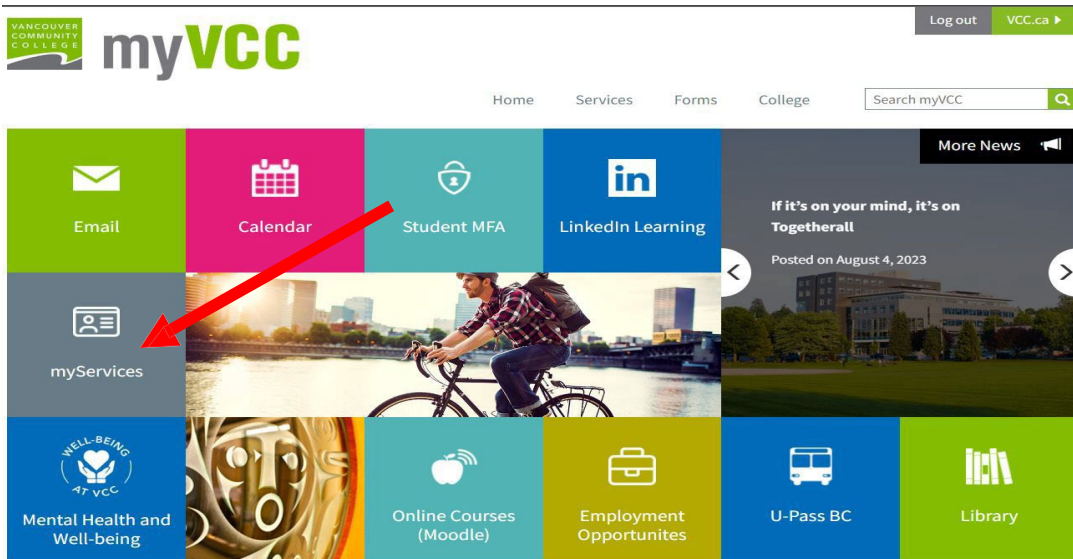 VANCOUVER
COMMUNITY
COLLEGE
myVCC
Log out
VCC.ca
Home Services Forms College Search myVCC
More News
Email
Calendar
Student MFA
in
LinkedIn Learning
If it's on your mind, it's on
Togetherall
Posted on August 4, 2023
myServices
WELL-BEING
AT VCC
Mental Health and
Well-being
Online Courses
(Moodle)
Employment
Opportunites
U-Pass BC
Library